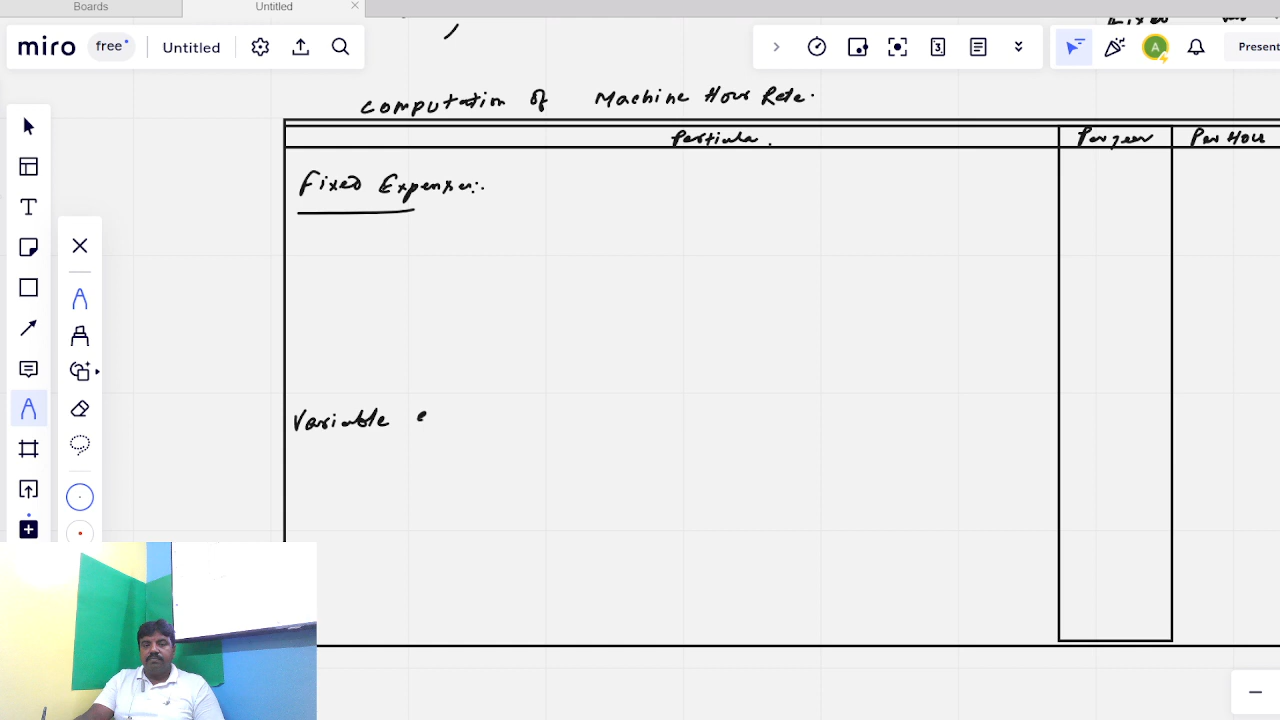 Boards
Untitled
miro
free
Untitled
3
A
Present
Computation of Machine Hour Rate.
Particula.
Per year
Per Hour
Fixed Expenses:.
Variable e